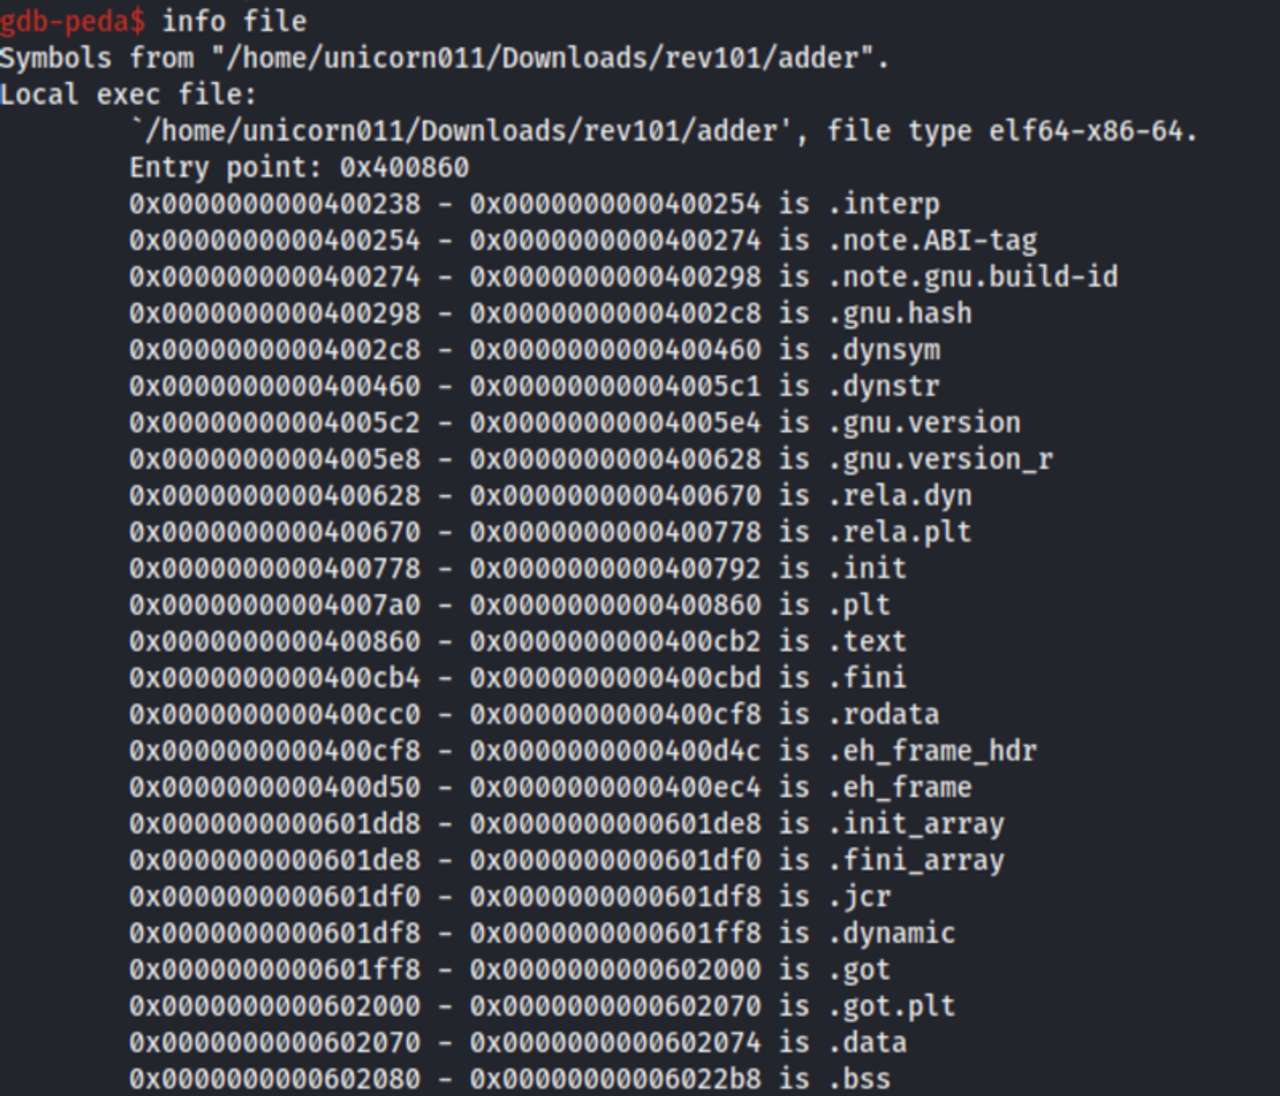 gdb-peda$ info file
Symbols from "/home/unicorn011/Downloads/rev101/adder".
Local exec file:
`/home/unicorn011/Downloads/rev101/adder', file type elf64-x86-64.
Entry point: 0x400860
0x0000000000400238 - 0x0000000000400254 is .interp
0x0000000000400254 - 0x0000000000400274 is .note.ABI-tag
0x0000000000400274 - 0x0000000000400298 is .note.gnu.build-id
0x0000000000400298 - 0x00000000004002c8 is .gnu.hash
0x00000000004002c8 - 0x0000000000400460 is .dynsym
0x0000000000400460 - 0x00000000004005c1 is .dynstr
0x00000000004005c2 - 0x00000000004005e4 is .gnu.version
0x00000000004005e8 - 0x0000000000400628 is .gnu.version_r
0x0000000000400628 - 0x0000000000400670 is .rela.dyn
0x0000000000400670 - 0x0000000000400778 is .rela.plt
0x0000000000400778 - 0x0000000000400792 is .init
0x00000000004007a0 - 0x0000000000400860 is .plt
0x0000000000400860 - 0x0000000000400cb2 is .text
0x0000000000400cb4 - 0x0000000000400cbd is .fini
0x0000000000400cc0 - 0x0000000000400cf8 is .rodata
0x0000000000400cf8 - 0x0000000000400d4c is .eh_frame_hdr
0x0000000000400d50 - 0x0000000000400ec4 is .eh_frame
0x0000000000601dd8 - 0x0000000000601de8 is .init_array
0x0000000000601de8 - 0x0000000000601df0 is .fini_array
0x0000000000601df0 - 0x0000000000601df8 is .jcr
0x0000000000601df8 - 0x0000000000601ff8 is .dynamic
0x0000000000601ff8 - 0x0000000000602000 is .got
0x0000000000602000 - 0x0000000000602070 is .got.plt
0x0000000000602070 - 0x0000000000602074 is .data
0x0000000000602080 - 0x00000000006022b8 is .bss